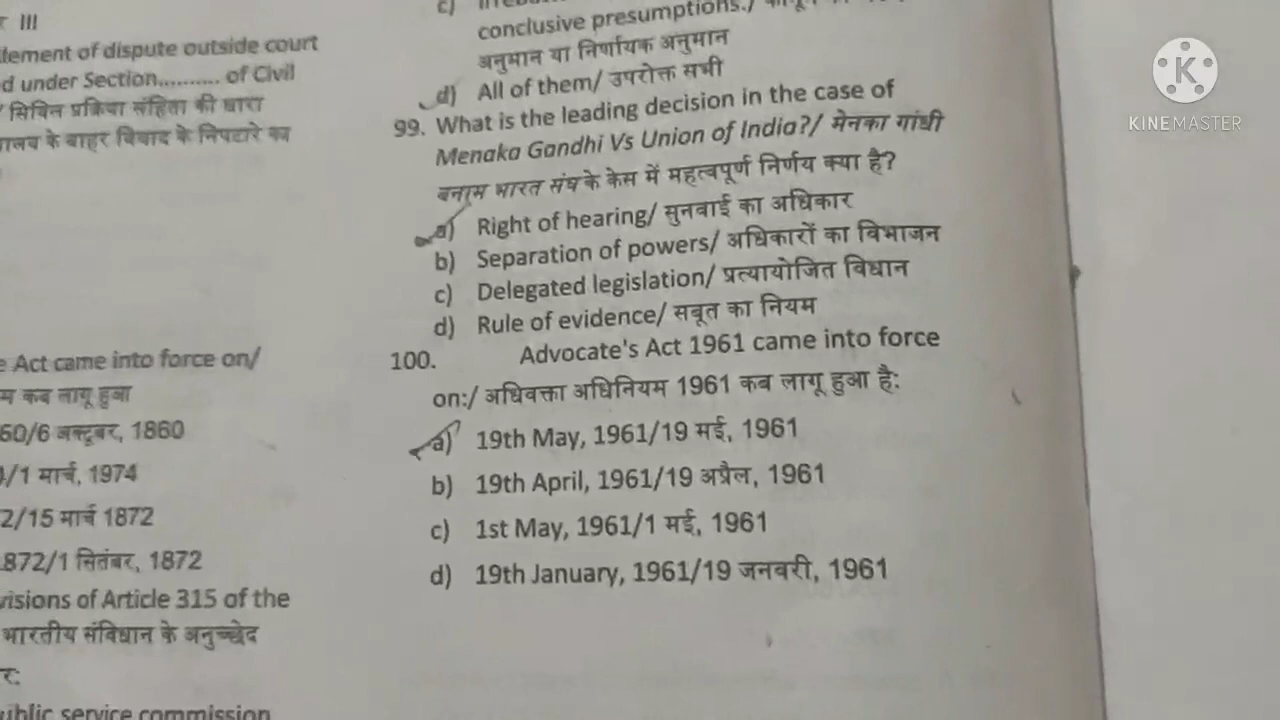 III
lement of dispute outside court
d under Section.......... of Civil
सिविल प्रक्रिया संहिता की धारा
के बाहर विवाद के निपटारे का
e Act came into force on/
म कब लागू हुआ
60/6 अक्टूबर, 1860
/1 मार्च, 1974
2/15 मार्च 1872
1872/1 सितंबर, 1872
visions of Article 315 of the
भारतीय संविधान के अनुच्छेद
ublic service commission
c)
conclusive presumptions./
अनुमान या निर्णायक अनुमान
d) All of them/ उपरोक्त सभी
99. What is the leading decision in the case of
Menaka Gandhi Vs Union of India?/ मेनका गांधी
बनाम भारत संघ के केस में महत्वपूर्ण निर्णय क्या है?
a) Right of hearing/ सुनवाई का अधिकार
b) Separation of powers/ अधिकारों का विभाजन
c) Delegated legislation/ प्रत्यायोजित विधान
d) Rule of evidence/ सबूत का नियम
100. Advocate's Act 1961 came into force
on:/ अधिवक्ता अधिनियम 1961 कब लागू हुआ है:
a) 19th May, 1961/19 मई, 1961
b) 19th April, 1961/19 अप्रैल, 1961
c) 1st May, 1961/1 मई, 1961
d) 19th January, 1961/19 जनवरी, 1961
K
KINEMASTER